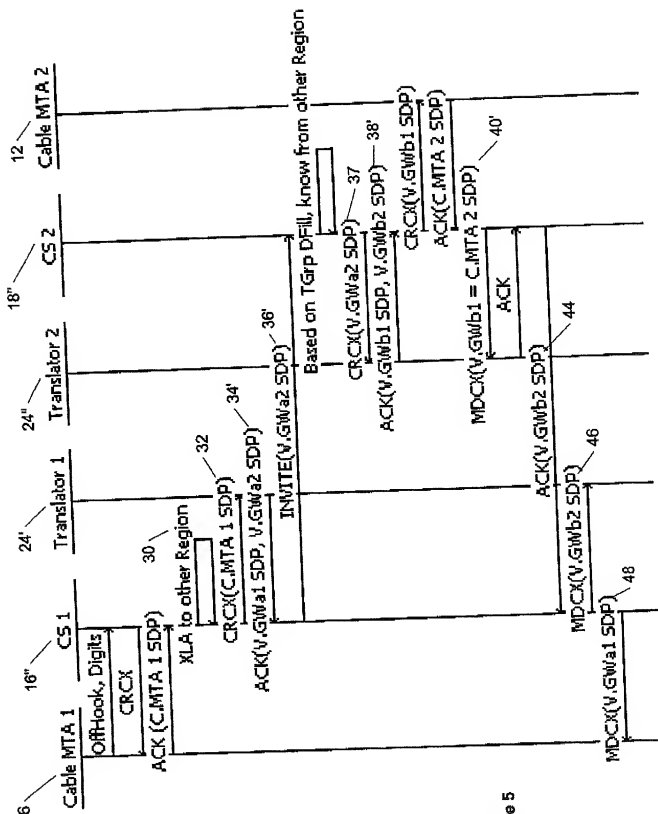 6
Cable MTA 1
16"
CS 1
24'
Translator 1
24"
Translator 2
18"
CS 2
12
Cable MTA 2
OffHook, Digits
CRCX
ACK (C.MTA 1 SDP)
30
XLA to other Region
32
CRCX(C.MTA 1 SDP)
34'
ACK(V.GWa1 SDP, V.GWa2 SDP)
36'
INVITE(V.GWa2 SDP)
Based on TGrp DFill, know from other Region
37
CRCX(V.GWa2 SDP)
38'
ACK(V.GWb1 SDP, V.GWb2 SDP)
CRCX(V.GWb1 SDP)
ACK(C.MTA 2 SDP)
40'
MDCX(V.GWb1 = C.MTA 2 SDP)
ACK
44
ACK(V.GWb2 SDP)
46
MDCX(V.GWb2 SDP)
48
MDCX(V.GWa1 SDP)
e 5